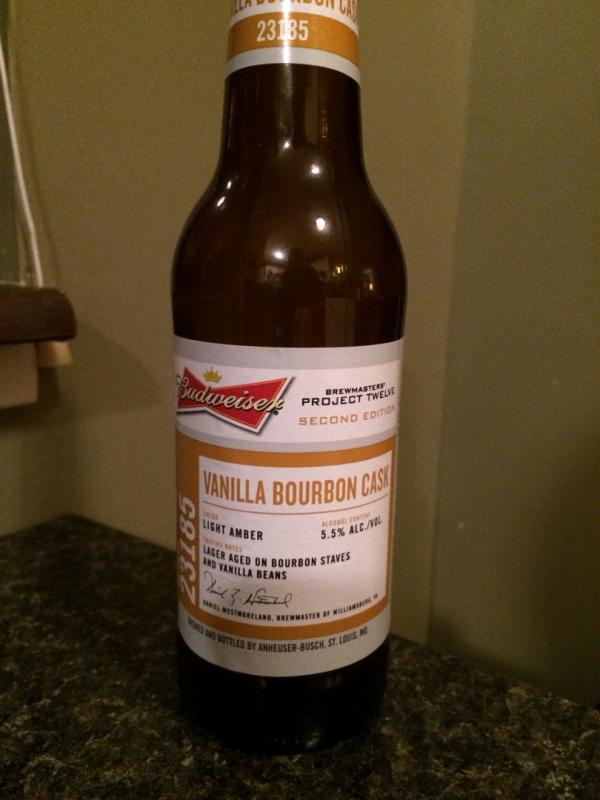 VANILLA BOURBON CASK
23185
Budweiser
BREWMASTERS'
PROJECT TWELVE
SECOND EDITION
23185
VANILLA BOURBON CASK
COLOR
LIGHT AMBER
ALCOHOL CONTENT
5.5% ALC./VOL.
TASTING NOTES
LAGER AGED ON BOURBON STAVES
AND VANILLA BEANS
DANIEL WESTMORELAND, BREWMASTER OF WILLIAMSBURG, VA
BREWED AND BOTTLED BY ANHEUSER-BUSCH, ST. LOUIS, MO.